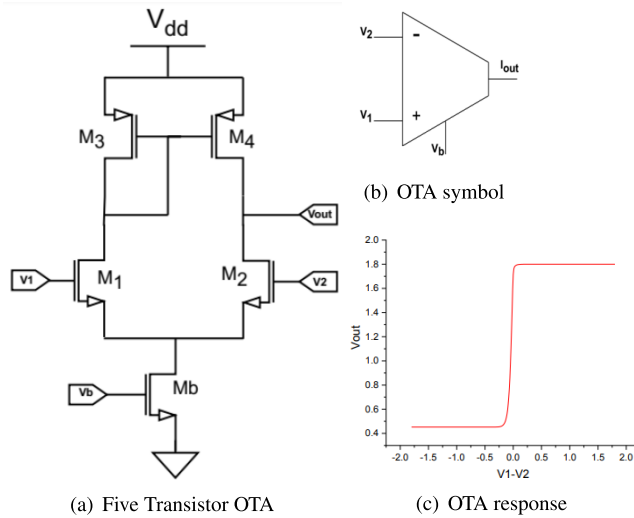 Vdd
M3
M4
Vout
V1
M1
M2
V2
Vb
Mb
(a) Five Transistor OTA
V2
-
Iout
V1
+
Vb
(b) OTA symbol
2.0
1.8
1.6
1.4
1.2
1.0
0.8
0.6
0.4
Vout
-2.0 -1.5 -1.0 -0.5 0.0 0.5 1.0 1.5 2.0
V1-V2
(c) OTA response